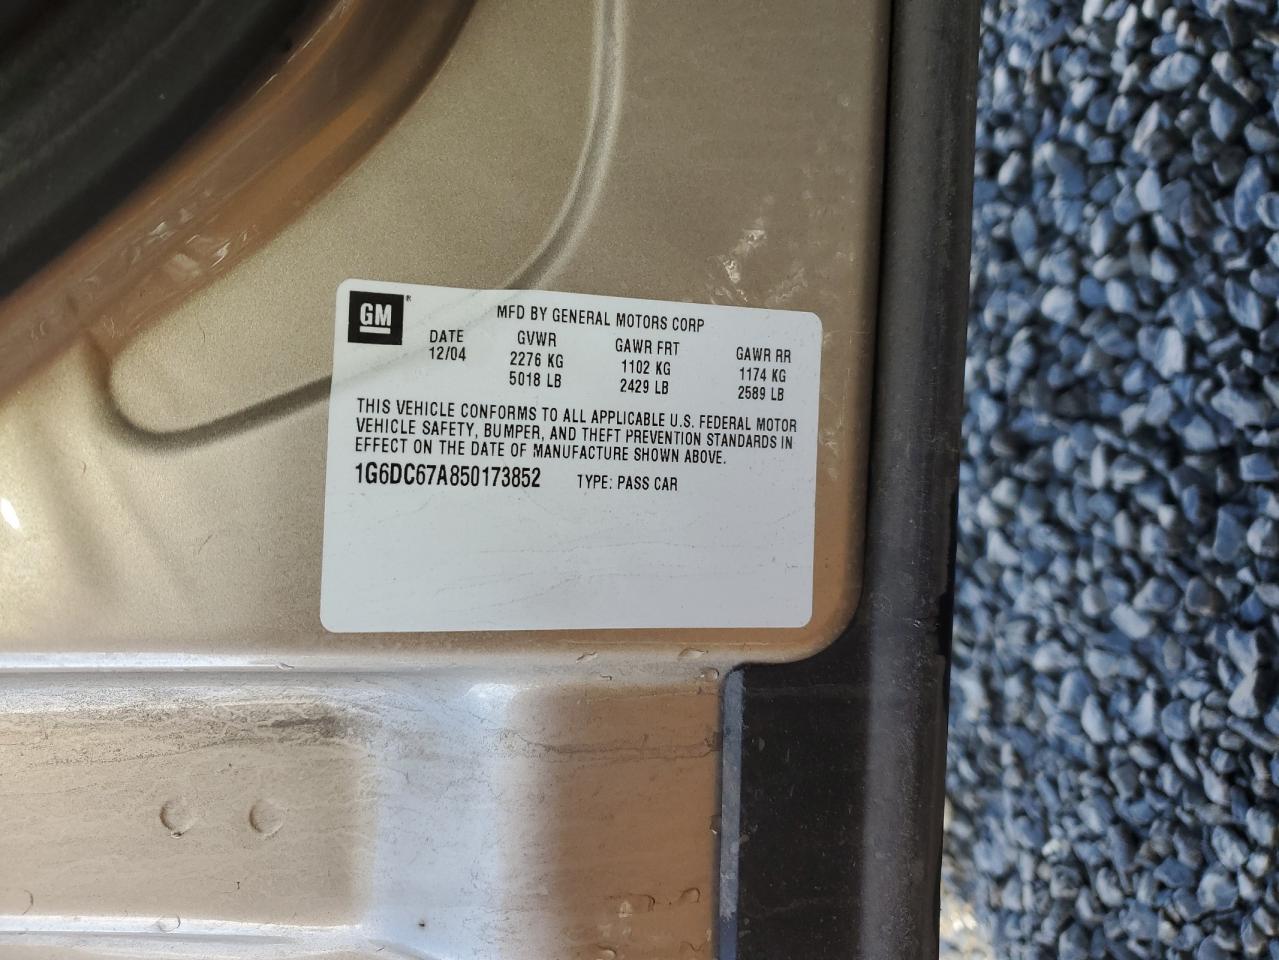 GM®
MFD BY GENERAL MOTORS CORP
DATE GVWR GAWR FRT GAWR RR
12/04 2276 KG 1102 KG 1174 KG
5018 LB 2429 LB 2589 LB
THIS VEHICLE CONFORMS TO ALL APPLICABLE U.S. FEDERAL MOTOR
VEHICLE SAFETY, BUMPER, AND THEFT PREVENTION STANDARDS IN
EFFECT ON THE DATE OF MANUFACTURE SHOWN ABOVE.
1G6DC67A850173852 TYPE: PASS CAR